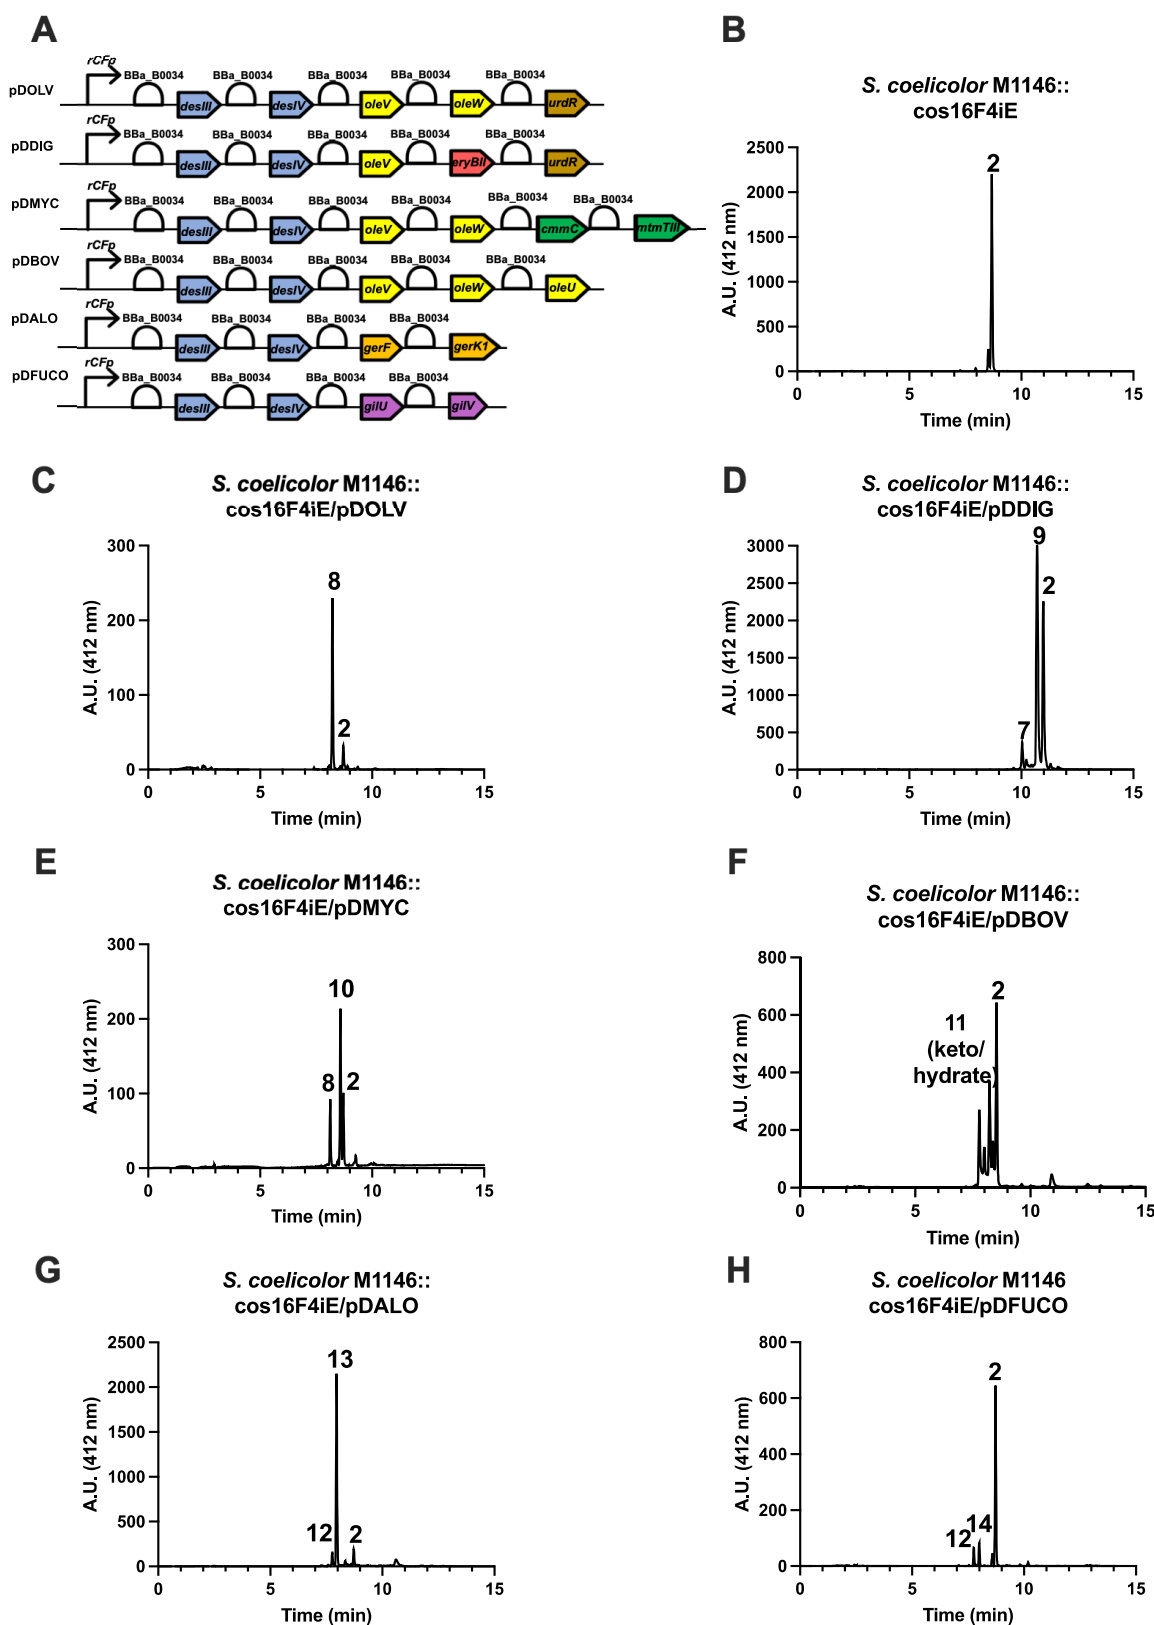 A
rCFp
BBa_B0034 BBa_B0034 BBa_B0034 BBa_B0034 BBa_B0034
pDOLV
desIII desIV oleV oleW urdR
rCFp
BBa_B0034 BBa_B0034 BBa_B0034 BBa_B0034 BBa_B0034
pDDIG
desIII desIV oleV eryBII urdR
rCFp
BBa_B0034 BBa_B0034 BBa_B0034 BBa_B0034 BBa_B0034 BBa_B0034
pDMYC
desIII desIV oleV oleW cmmC mtmTIII
rCFp
BBa_B0034 BBa_B0034 BBa_B0034 BBa_B0034 BBa_B0034
pDBOV
desIII desIV oleV oleW oleU
rCFp
BBa_B0034 BBa_B0034 BBa_B0034 BBa_B0034
pDALO
desIII desIV gerF gerK1
rCFp
BBa_B0034 BBa_B0034 BBa_B0034 BBa_B0034
pDFUCO
desIII desIV gilU gilV
B
S. coelicolor M1146::
cos16F4iE
2
A.U. (412 nm)
2500
2000
1500
1000
500
0
0 5 10 15
Time (min)
C
S. coelicolor M1146::
cos16F4iE/pDOLV
8
2
A.U. (412 nm)
300
200
100
0
0 5 10 15
Time (min)
D
S. coelicolor M1146::
cos16F4iE/pDDIG
9
2
7
A.U. (412 nm)
3000
2500
2000
1500
1000
500
0
0 5 10 15
Time (min)
E
S. coelicolor M1146::
cos16F4iE/pDMYC
10
8 2
A.U. (412 nm)
300
200
100
0
0 5 10 15
Time (min)
F
S. coelicolor M1146::
cos16F4iE/pDBOV
2
11
(keto/
hydrate)
A.U. (412 nm)
800
600
400
200
0
0 5 10 15
Time (min)
G
S. coelicolor M1146::
cos16F4iE/pDALO
13
12 2
A.U. (412 nm)
2500
2000
1500
1000
500
0
0 5 10 15
Time (min)
H
S. coelicolor M1146
cos16F4iE/pDFUCO
2
12 14
A.U. (412 nm)
800
600
400
200
0
0 5 10 15
Time (min)